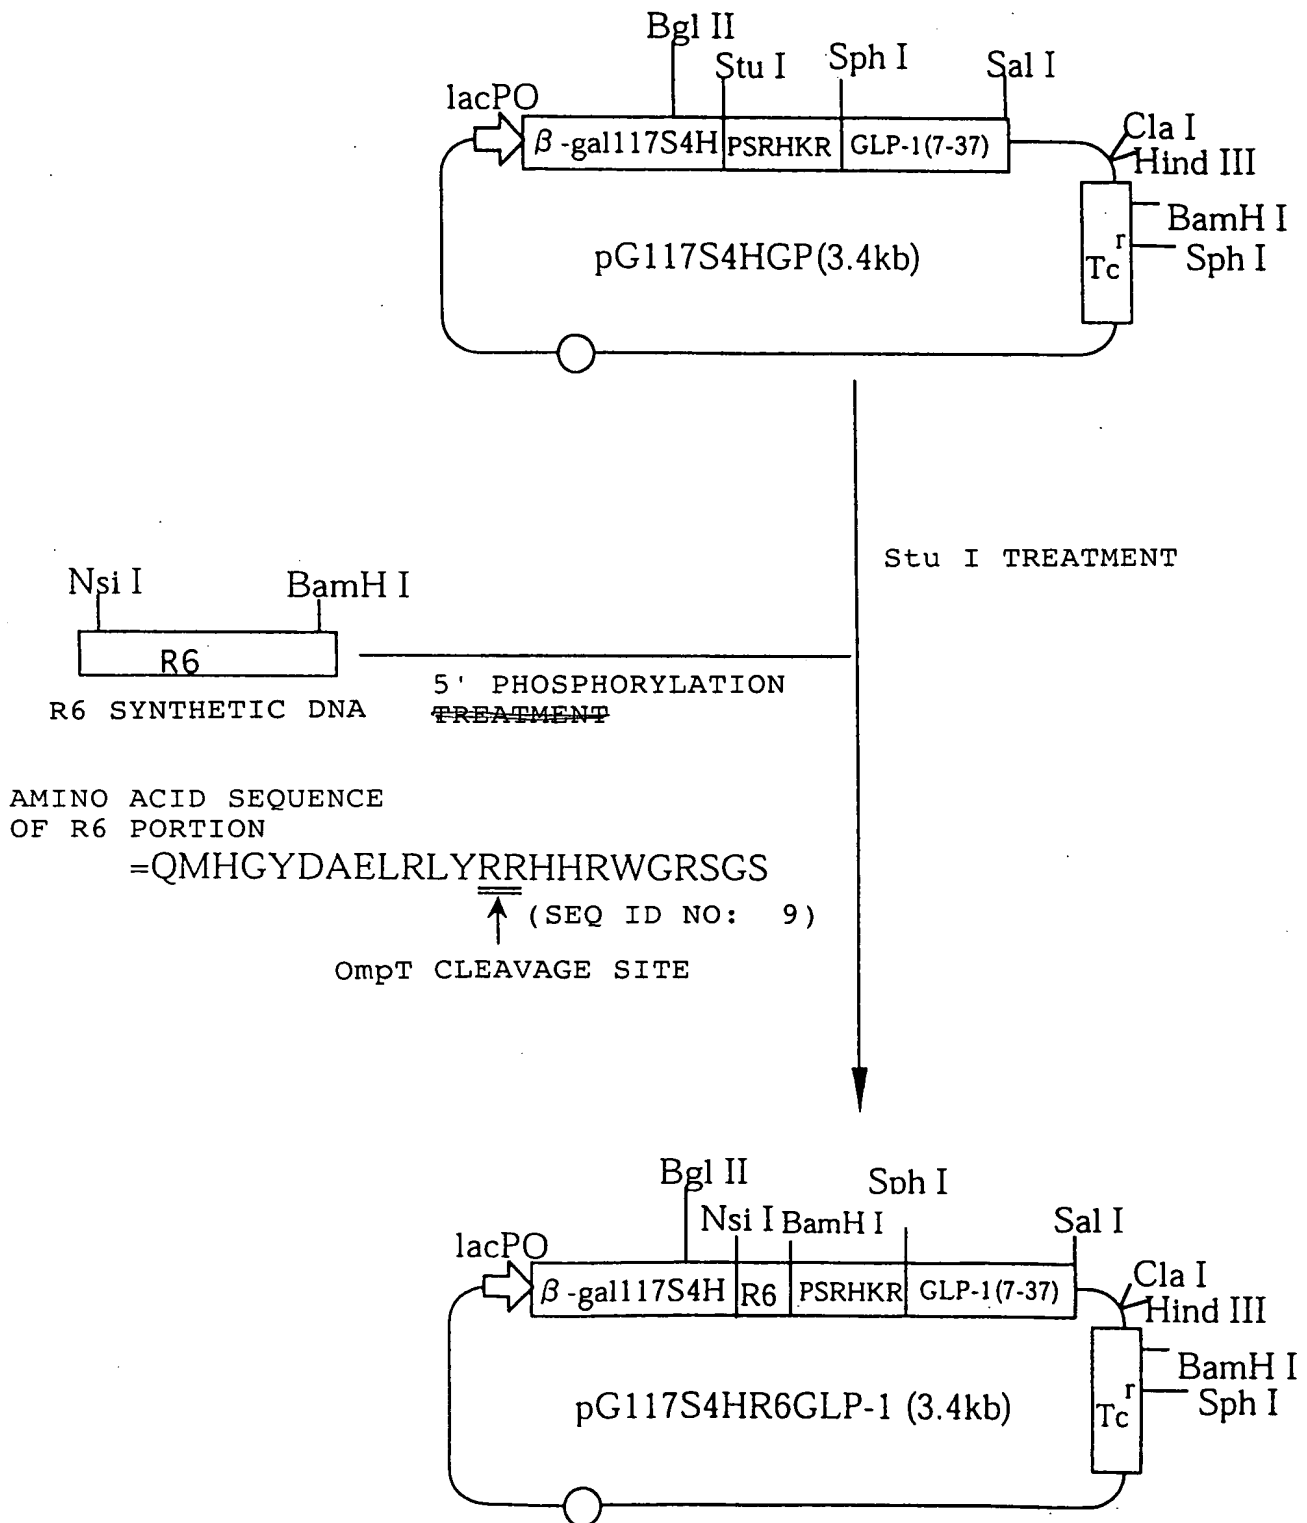 Bgl II
Stu I
Sph I
Sal I
lacPO
β-gal117S4H
PSRHKR
GLP-1(7-37)
Cla I
Hind III
BamH I
Sph I
Tc r
pG117S4HGP(3.4kb)
Stu I TREATMENT
Nsi I
BamH I
R6
R6 SYNTHETIC DNA
5' PHOSPHORYLATION
TREATMENT
AMINO ACID SEQUENCE
OF R6 PORTION
=QMHGYDAELRLYRRHHRWGRSGS
(SEQ ID NO: 9)
OmpT CLEAVAGE SITE
Bgl II
Sph I
Nsi I
BamH I
Sal I
lacPO
β-gal117S4H
R6
PSRHKR
GLP-1(7-37)
Cla I
Hind III
BamH I
Sph I
Tc r
pG117S4HR6GLP-1 (3.4kb)